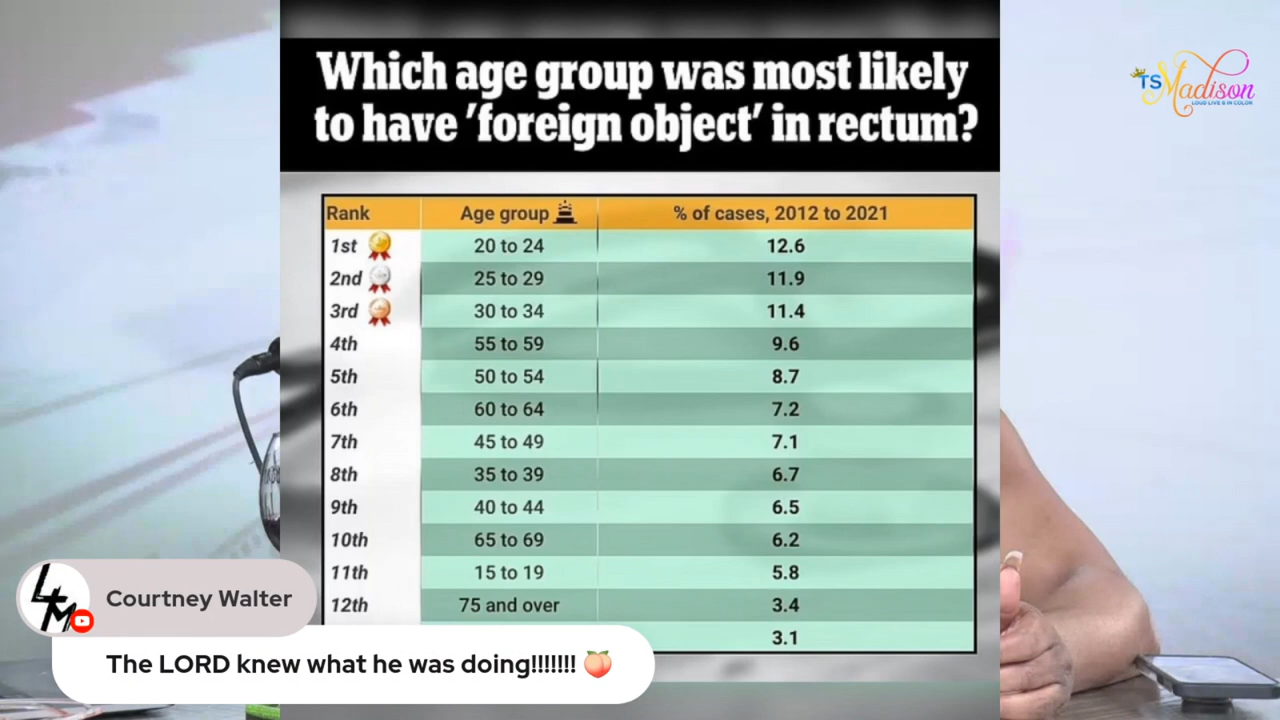 Which age group was most likely
to have 'foreign object' in rectum?
TS Madison
LOUD LIVE & IN COLOR
Rank Age group % of cases, 2012 to 2021
1st 20 to 24 12.6
2nd 25 to 29 11.9
3rd 30 to 34 11.4
4th 55 to 59 9.6
5th 50 to 54 8.7
6th 60 to 64 7.2
7th 45 to 49 7.1
8th 35 to 39 6.7
9th 40 to 44 6.5
10th 65 to 69 6.2
11th 15 to 19 5.8
12th 75 and over 3.4
3.1
LM
Courtney Walter
The LORD knew what he was doing!!!!!!! 🍑